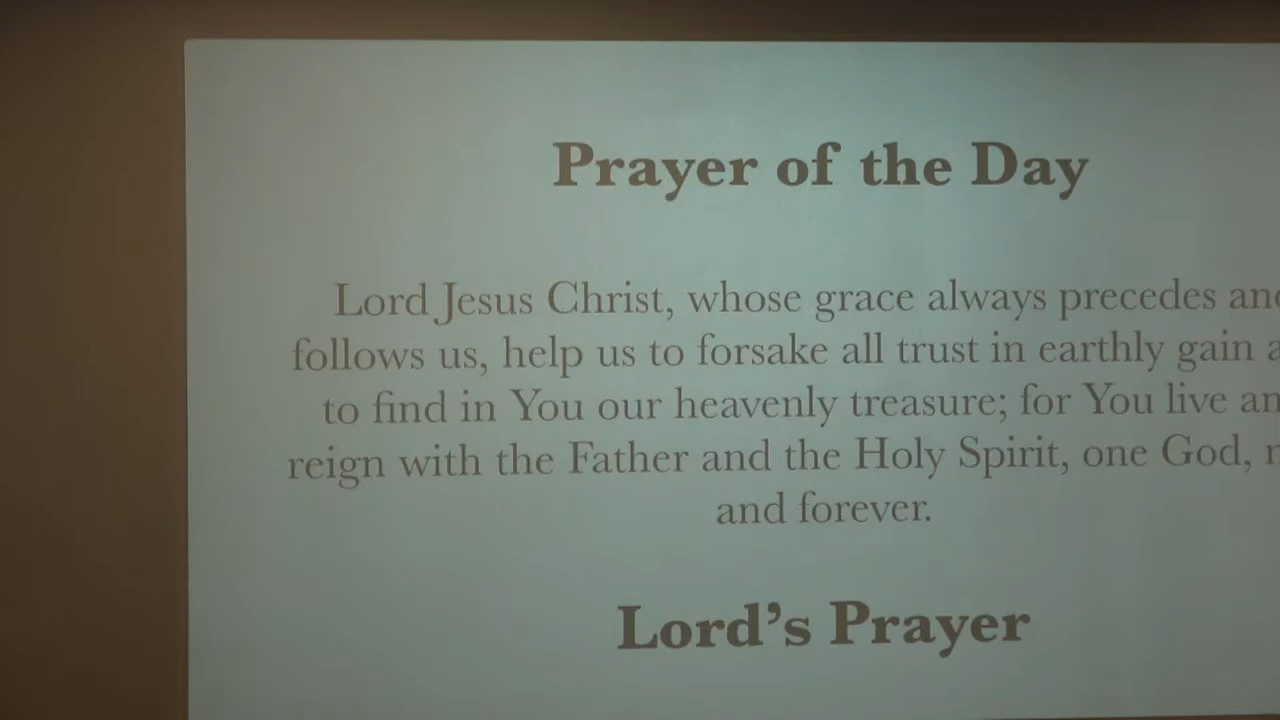 Prayer of the Day
Lord Jesus Christ, whose grace always precedes
follows us, help us to forsake all trust in earthly gain
to find in You our heavenly treasure; for You live
reign with the Father and the Holy Spirit, one God,
and forever.
Lord's Prayer